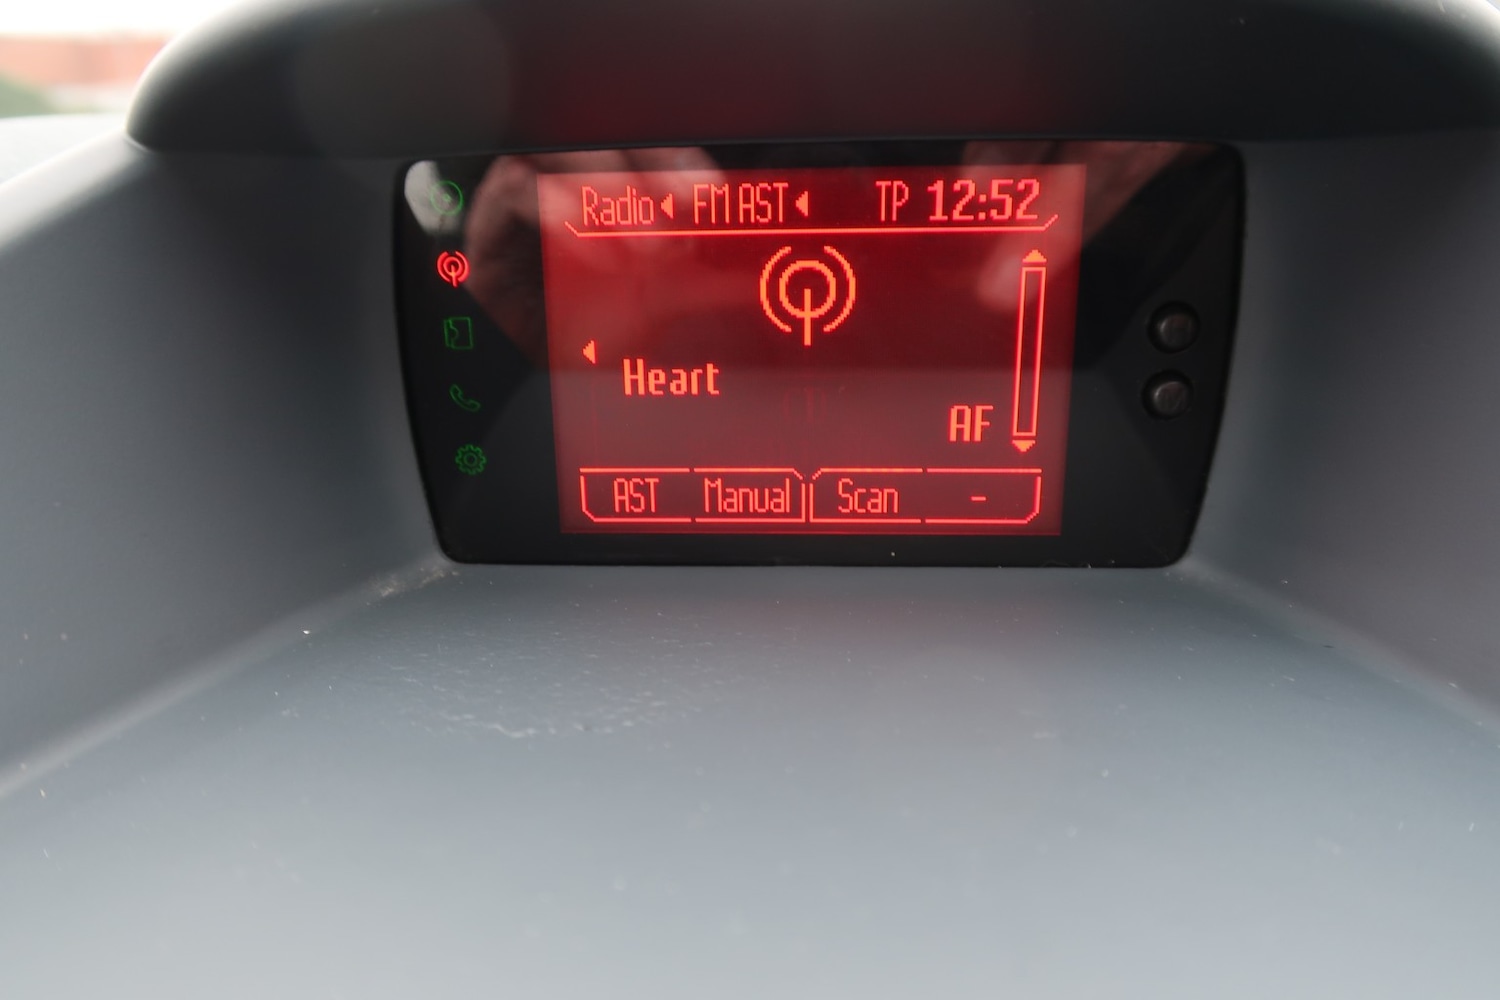 Radio FM AST TP 12:52
Heart
AF
AST Manual Scan -